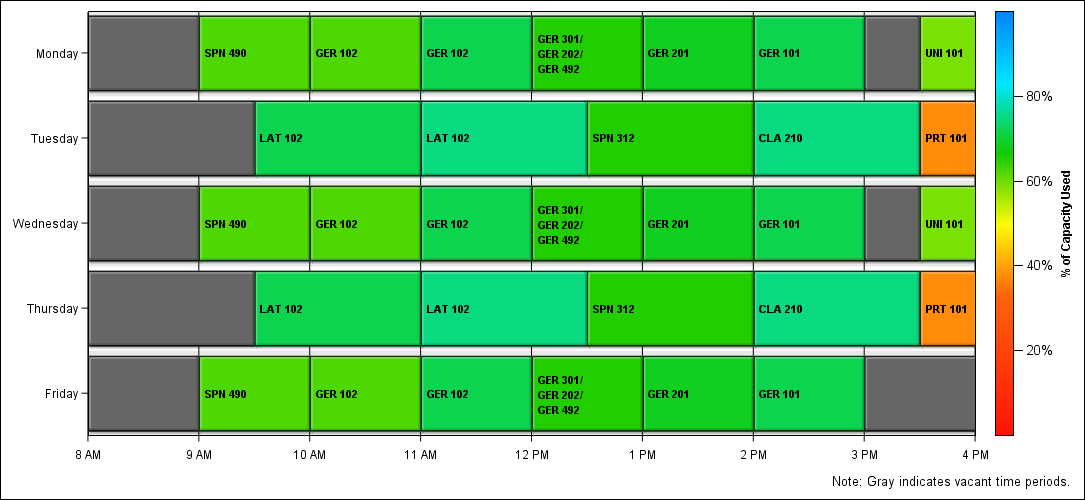 Monday
SPN 490
GER 102
GER 102
GER 301/
GER 202/
GER 492
GER 201
GER 101
UNI 101
Tuesday
LAT 102
LAT 102
SPN 312
CLA 210
PRT 101
Wednesday
SPN 490
GER 102
GER 102
GER 301/
GER 202/
GER 492
GER 201
GER 101
UNI 101
Thursday
LAT 102
LAT 102
SPN 312
CLA 210
PRT 101
Friday
SPN 490
GER 102
GER 102
GER 301/
GER 202/
GER 492
GER 201
GER 101
8 AM
9 AM
10 AM
11 AM
12 PM
1 PM
2 PM
3 PM
4 PM
80%
60%
40%
20%
% of Capacity Used
Note: Gray indicates vacant time periods.